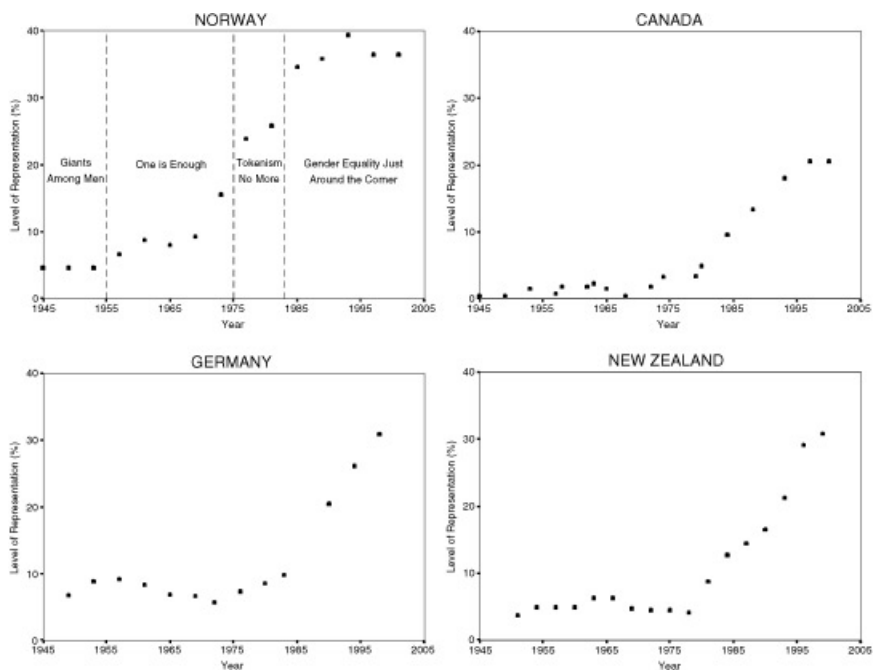 NORWAY
Level of Representation (%)
40
30
20
10
0
Giants
Among Men
One is Enough
Tokenism
No More
Gender Equality Just
Around the Corner
1945 1955 1965 1975 1985 1995 2005
Year
CANADA
Level of Representation (%)
40
30
20
10
0
1945 1955 1965 1975 1985 1995 2005
Year
GERMANY
Level of Representation (%)
40
30
20
10
0
1945 1955 1965 1975 1985 1995 2005
Year
NEW ZEALAND
Level of Representation (%)
40
30
20
10
0
1945 1955 1965 1975 1985 1995 2005
Year